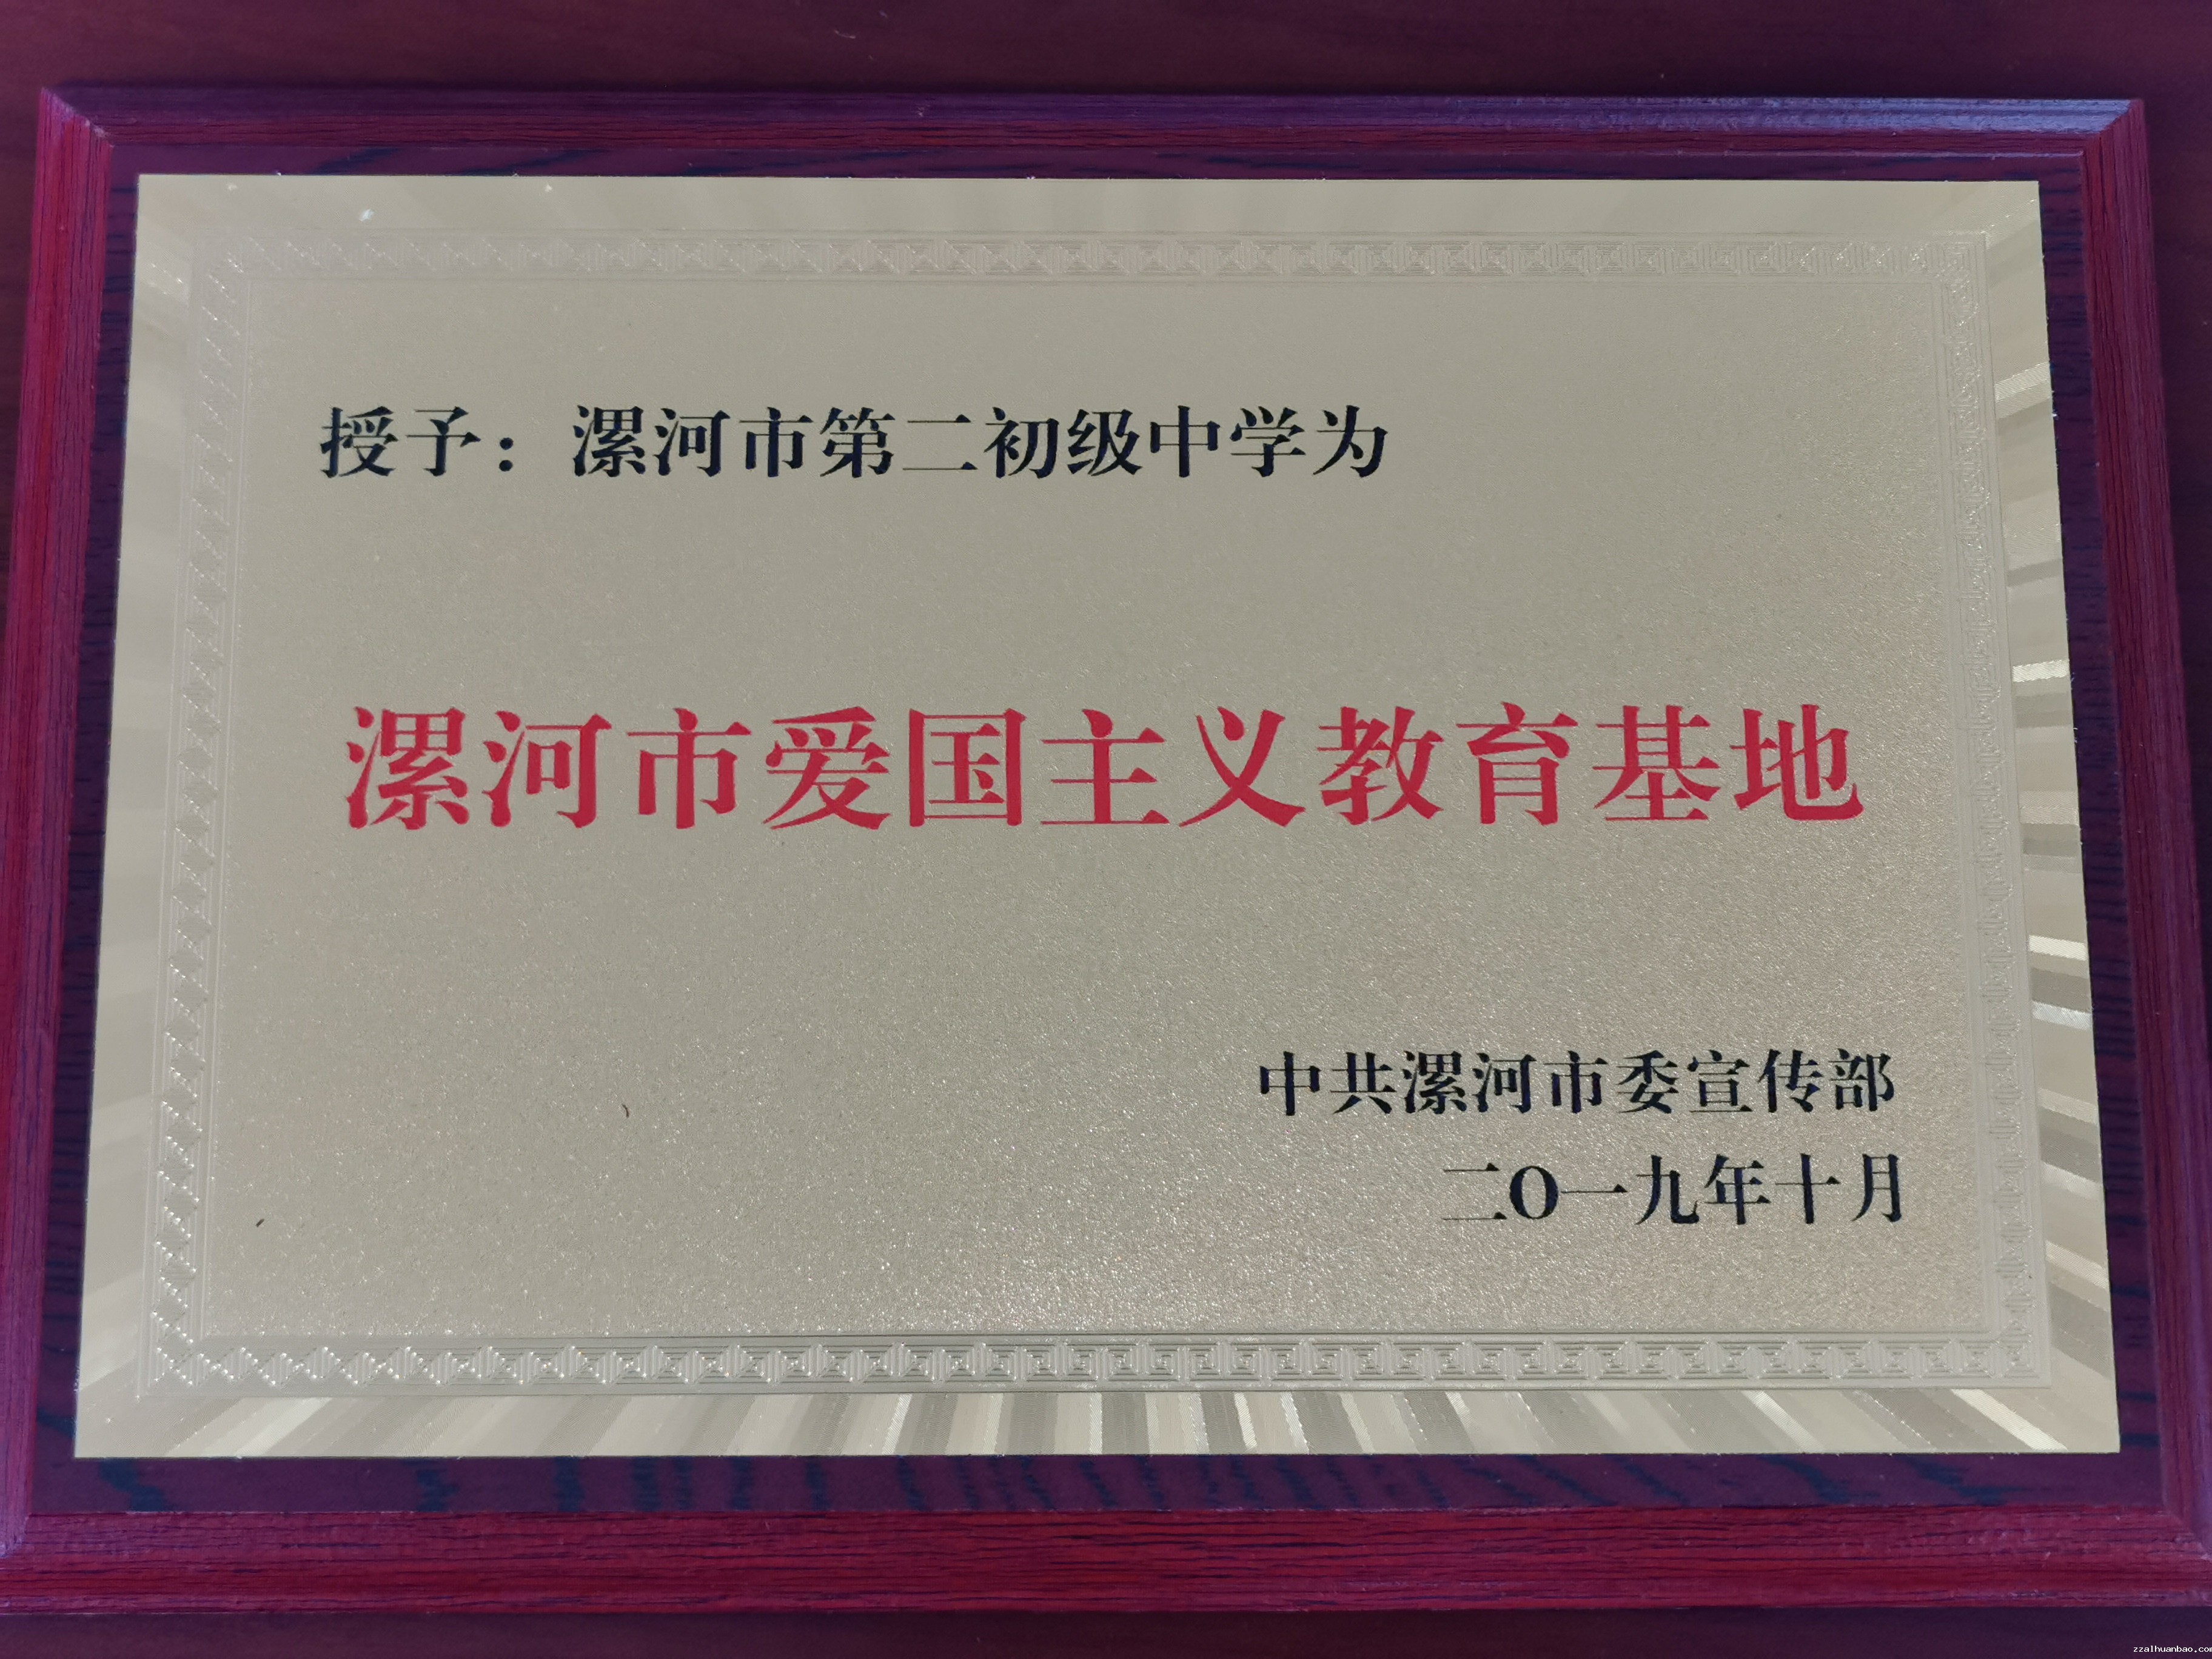 授予：漯河市第二初级中学为
漯河市爱国主义教育基地
中共漯河市委宣传部
二O一九年十月
zzalhuanbao.com